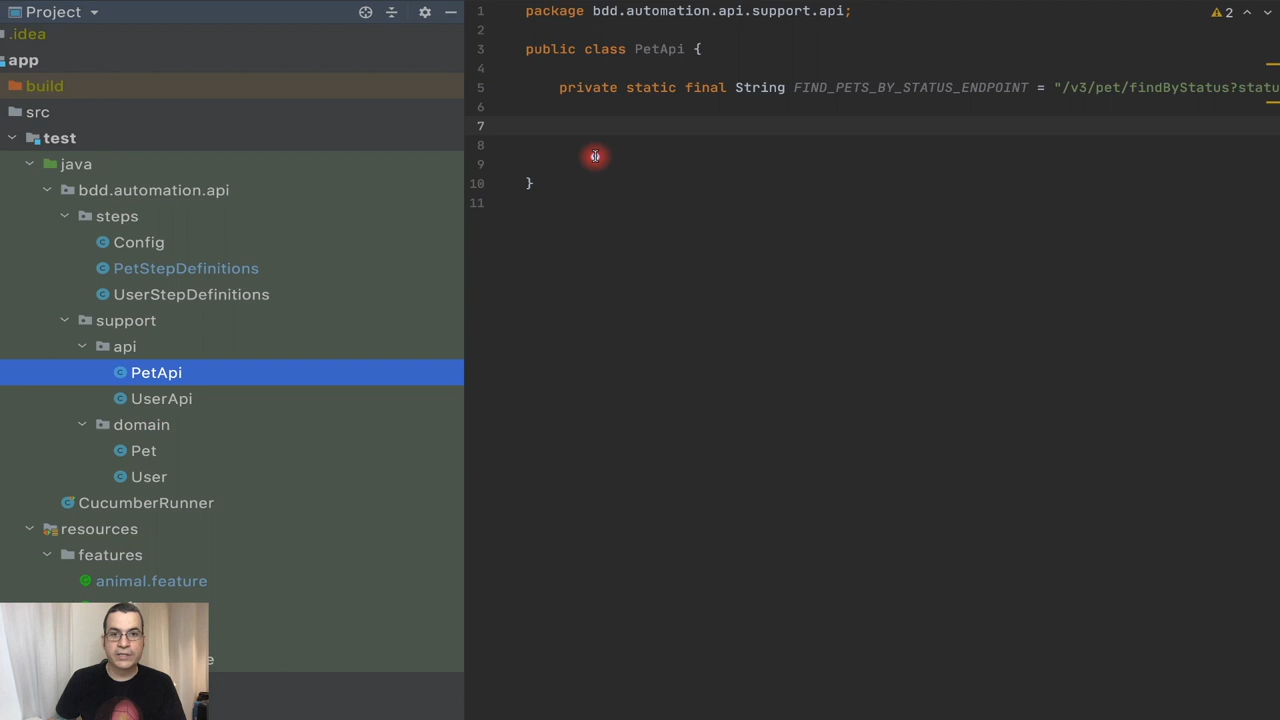 Project
.idea
app
build
src
test
java
bdd.automation.api
steps
Config
PetStepDefinitions
UserStepDefinitions
support
api
PetApi
UserApi
domain
Pet
User
CucumberRunner
resources
features
animal.feature
2
1 package bdd.automation.api.support.api;
2
3 public class PetApi {
4
5 private static final String FIND_PETS_BY_STATUS_ENDPOINT = "/v3/pet/findByStatus?statu
6
7
8
9
10 }
11